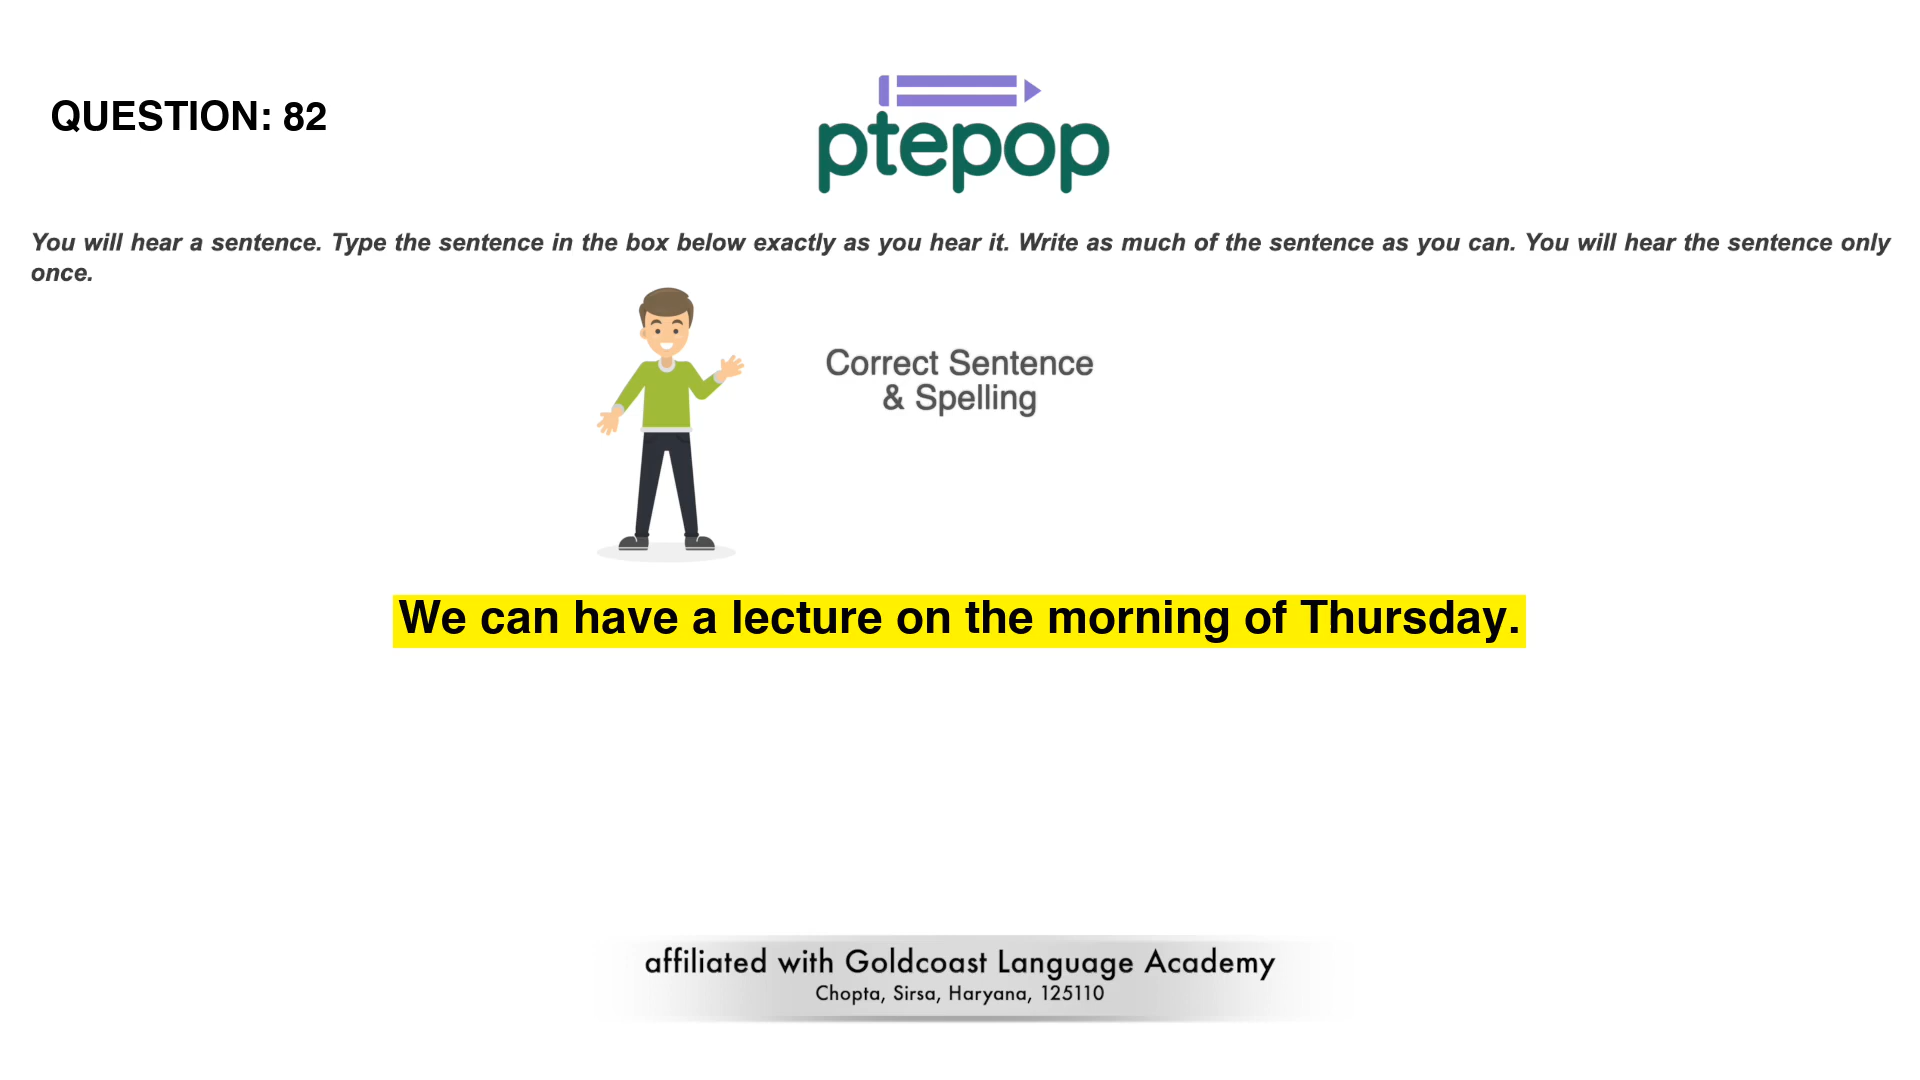 QUESTION: 82
ptepop
You will hear a sentence. Type the sentence in the box below exactly as you hear it. Write as much of the sentence as you can. You will hear the sentence only
once.
Correct Sentence
& Spelling
We can have a lecture on the morning of Thursday.
affiliated with Goldcoast Language Academy
Chopta, Sirsa, Haryana, 125110